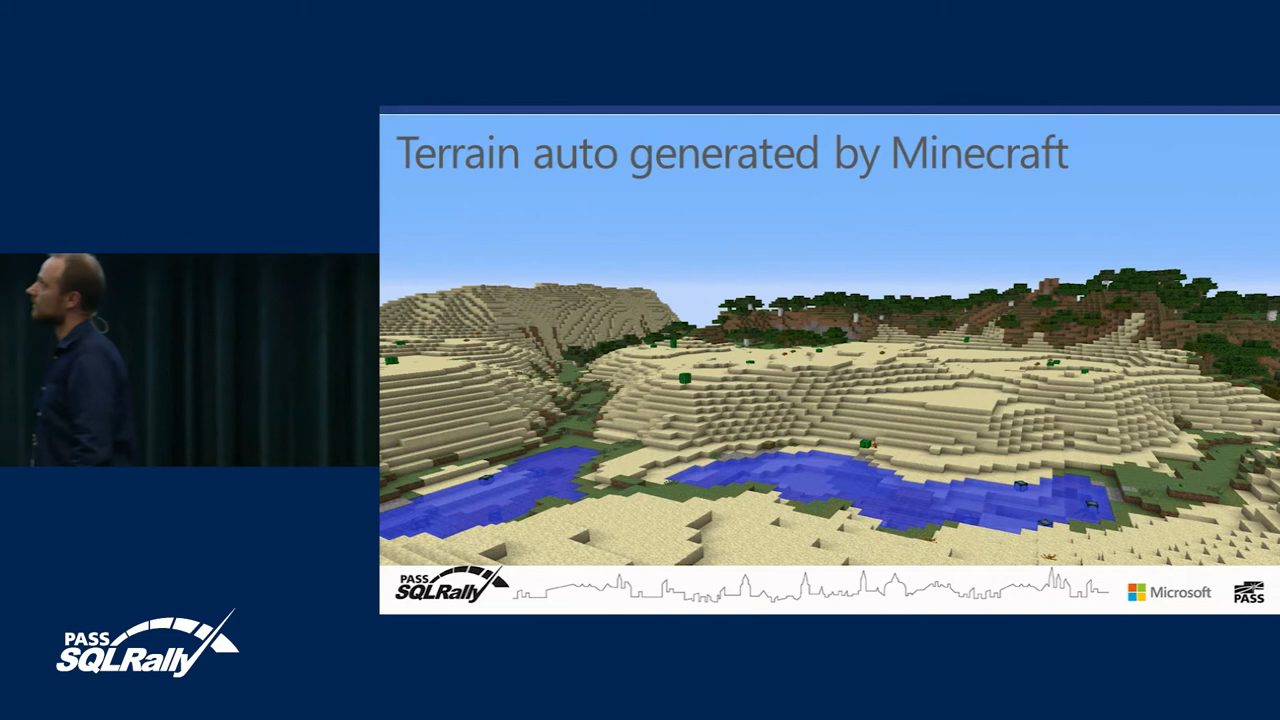 Terrain auto generated by Minecraft
PASS
SQLRally
Microsoft
PASS
PASS
SQLRally